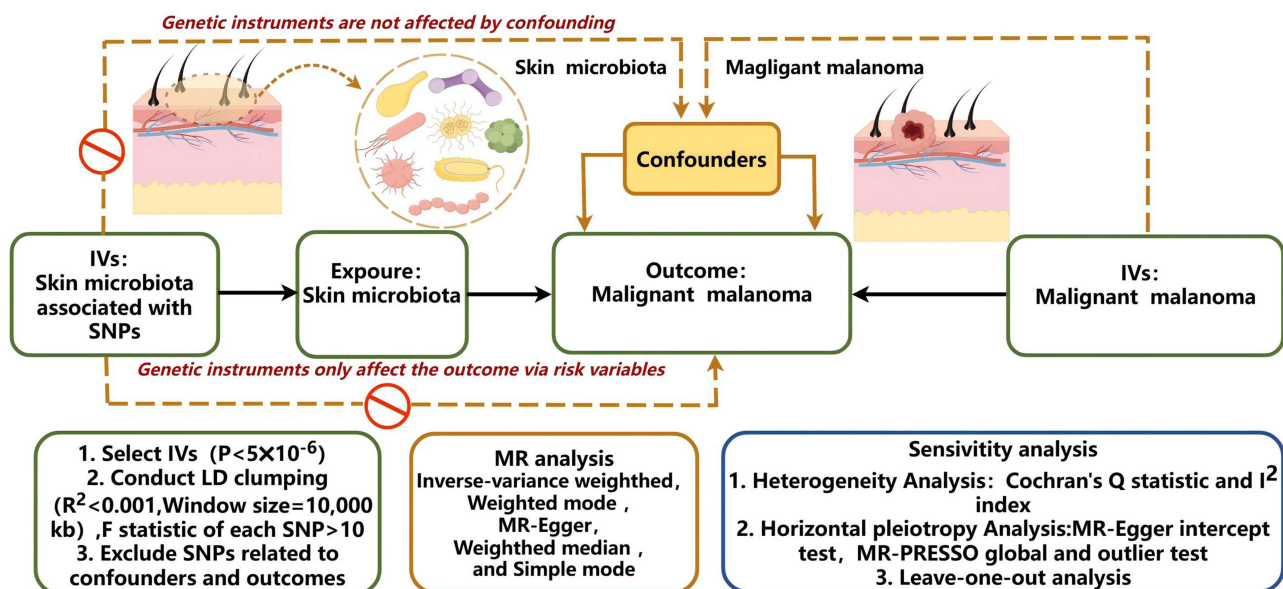 Genetic instruments are not affected by confounding
Skin microbiota
Magligant malanoma
Confounders
IVs:
Skin microbiota
associated with
SNPs
Expoure:
Skin microbiota
Outcome:
Malignant malanoma
IVs:
Malignant malanoma
Genetic instruments only affect the outcome via risk variables
1. Select IVs (P<5×10⁻⁶)
2. Conduct LD clumping
(R²<0.001,Window size=10,000
kb) ,F statistic of each SNP>10
3. Exclude SNPs related to
confounders and outcomes
MR analysis
Inverse-variance weighthed,
Weighted mode ,
MR-Egger,
Weighthed median ,
and Simple mode
Sensivitity analysis
1. Heterogeneity Analysis: Cochran's Q statistic and I²
index
2. Horizontal pleiotropy Analysis:MR-Egger intercept
test, MR-PRESSO global and outlier test
3. Leave-one-out analysis